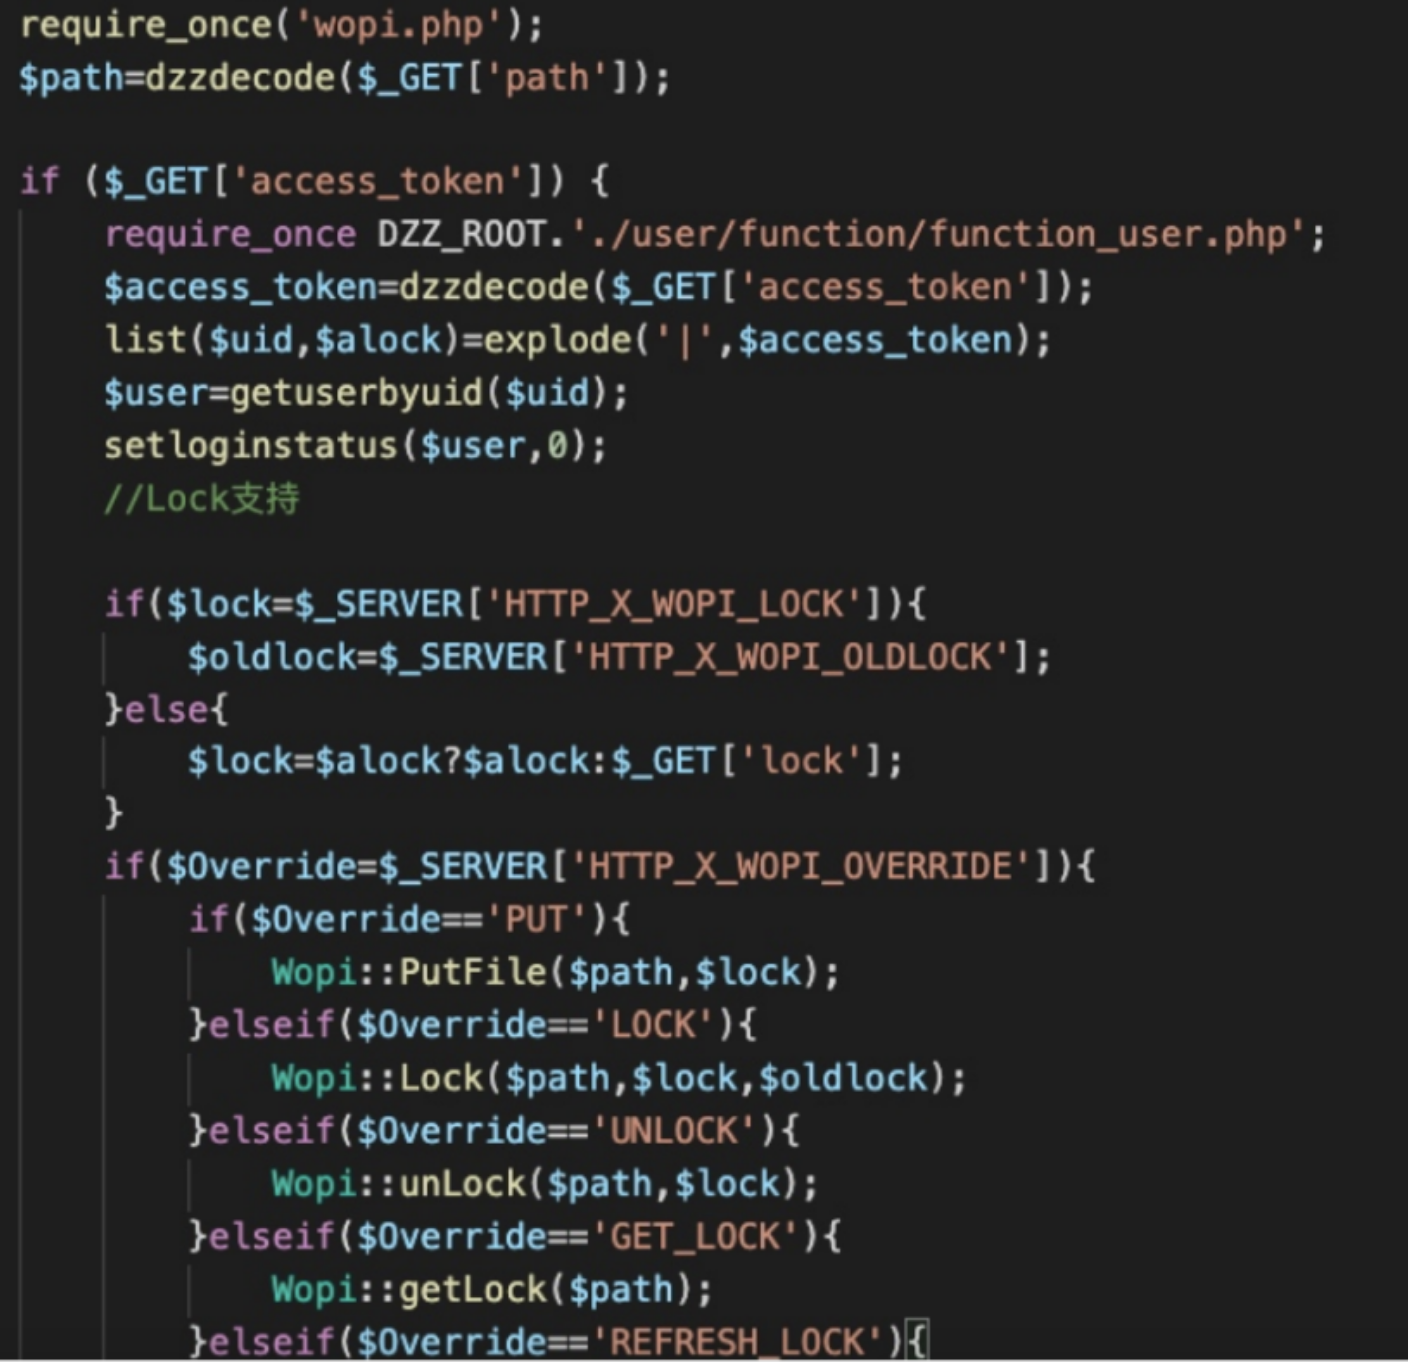 require_once('wopi.php');
$path=dzzdecode($_GET['path']);
if ($_GET['access_token']) {
require_once DZZ_ROOT.'./user/function/function_user.php';
$access_token=dzzdecode($_GET['access_token']);
list($uid,$alock)=explode('|',$access_token);
$user=getuserbyuid($uid);
setloginstatus($user,0);
//Lock支持
if($lock=$_SERVER['HTTP_X_WOPI_LOCK']){
$oldlock=$_SERVER['HTTP_X_WOPI_OLDLOCK'];
}else{
$lock=$alock?$alock:$_GET['lock'];
}
if($Override=$_SERVER['HTTP_X_WOPI_OVERRIDE']){
if($Override=='PUT'){
Wopi::PutFile($path,$lock);
}elseif($Override=='LOCK'){
Wopi::Lock($path,$lock,$oldlock);
}elseif($Override=='UNLOCK'){
Wopi::unLock($path,$lock);
}elseif($Override=='GET_LOCK'){
Wopi::getLock($path);
}elseif($Override=='REFRESH_LOCK'){